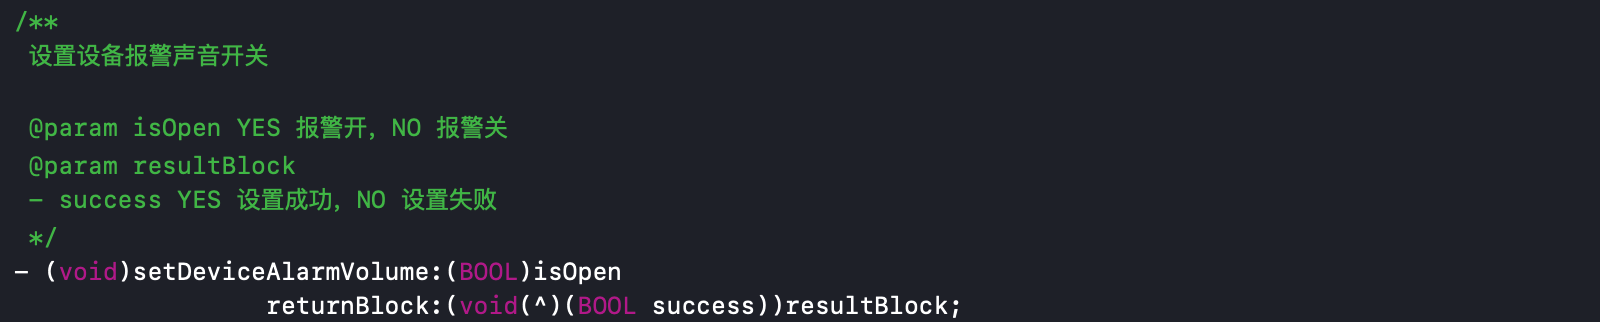 /**
设置设备报警声音开关
@param isOpen YES 报警开，NO 报警关
@param resultBlock
- success YES 设置成功，NO 设置失败
*/
- (void)setDeviceAlarmVolume:(BOOL)isOpen
returnBlock:(void(^)(BOOL success))resultBlock;